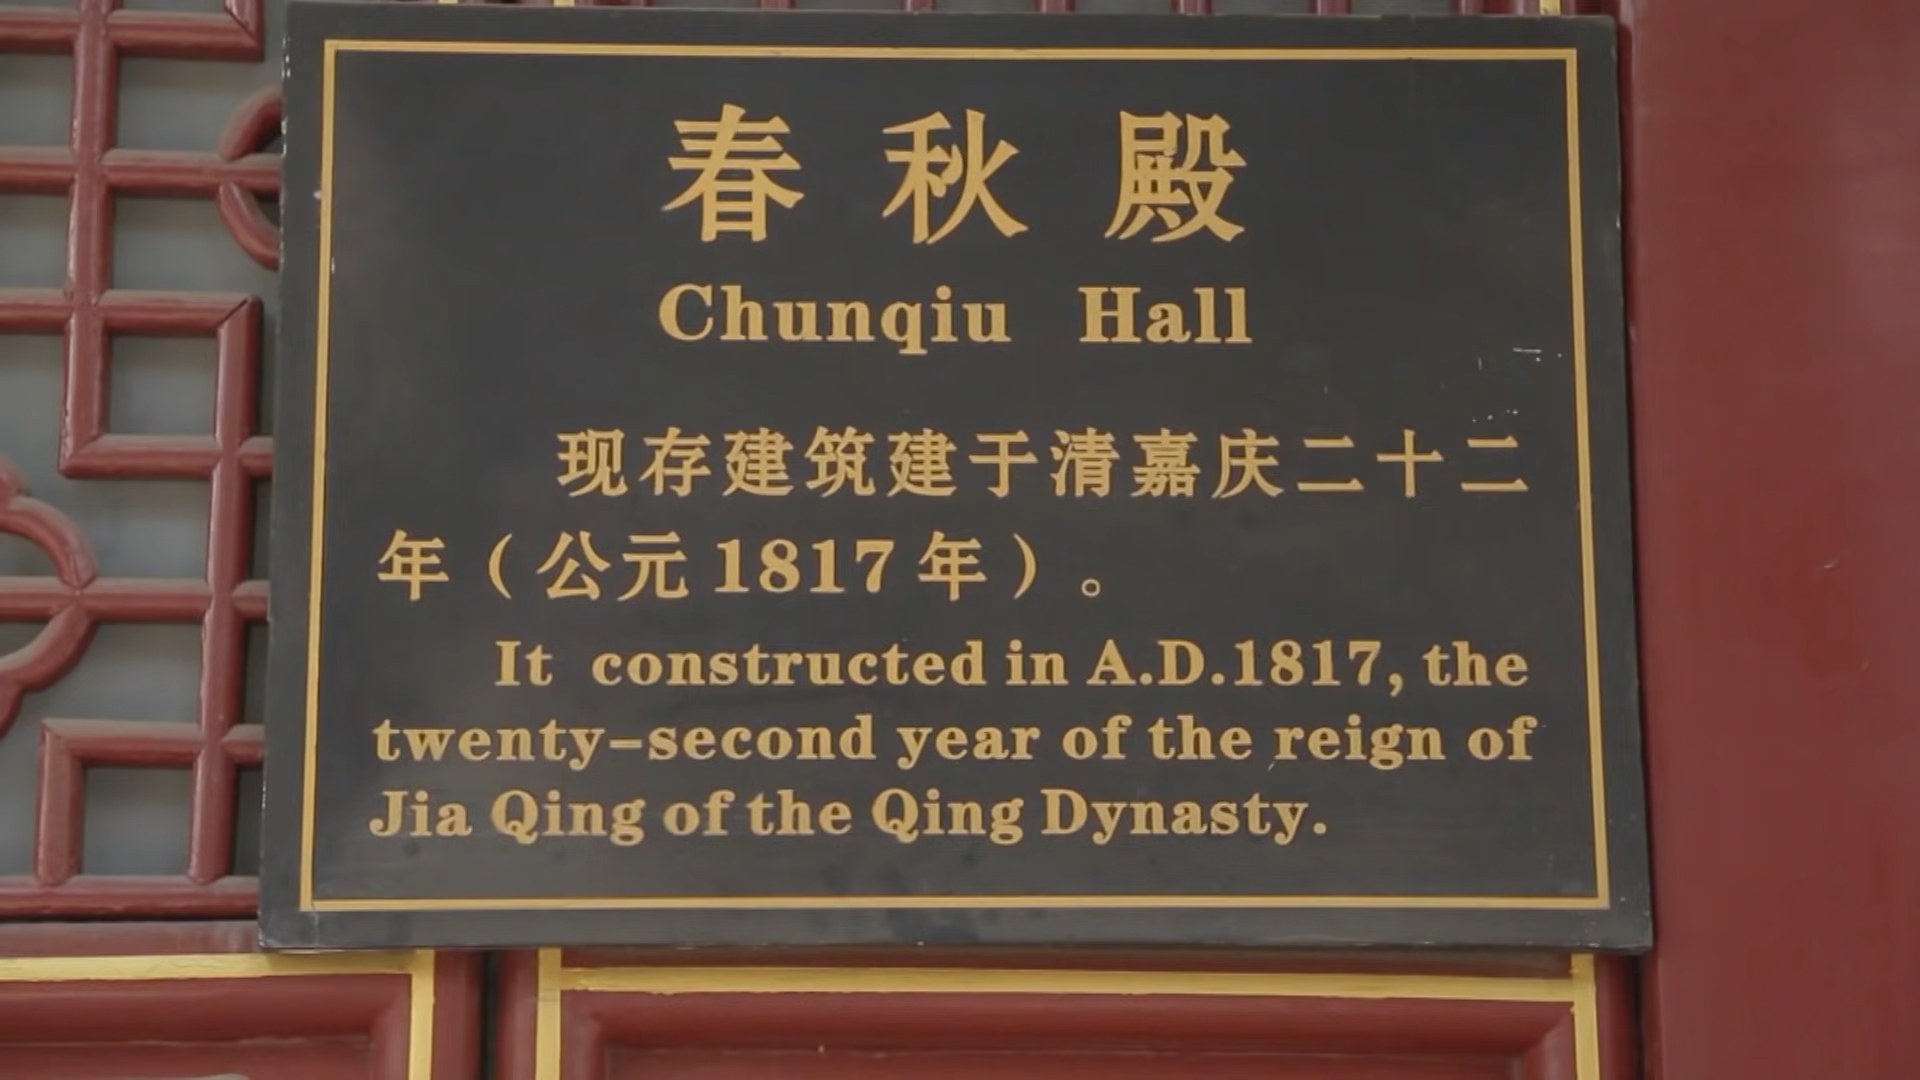 春秋殿
Chunqiu Hall
现存建筑建于清嘉庆二十二
年（公元1817年）。
It constructed in A.D.1817, the
twenty-second year of the reign of
Jia Qing of the Qing Dynasty.